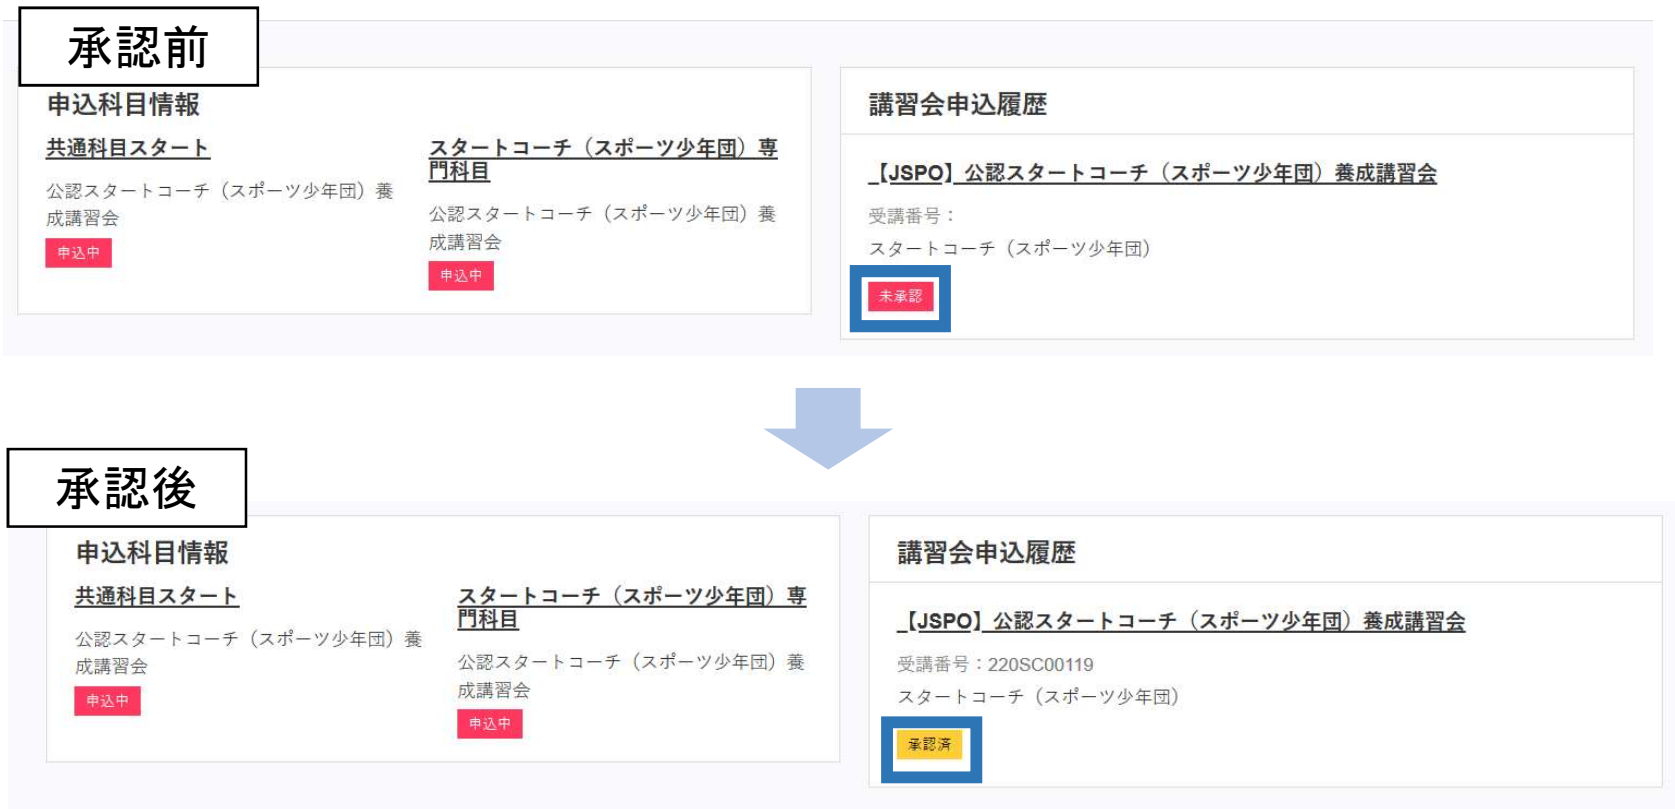 承認前
申込科目情報
共通科目スタート
公認スタートコーチ（スポーツ少年団）養
成講習会
申込中
スタートコーチ（スポーツ少年団）専
門科目
公認スタートコーチ（スポーツ少年団）養
成講習会
申込中
講習会申込履歴
【JSPO】公認スタートコーチ（スポーツ少年団）養成講習会
受講番号：
スタートコーチ（スポーツ少年団）
未承認
承認後
申込科目情報
共通科目スタート
公認スタートコーチ（スポーツ少年団）養
成講習会
申込中
スタートコーチ（スポーツ少年団）専
門科目
公認スタートコーチ（スポーツ少年団）養
成講習会
申込中
講習会申込履歴
【JSPO】公認スタートコーチ（スポーツ少年団）養成講習会
受講番号：220SC00119
スタートコーチ（スポーツ少年団）
承認済